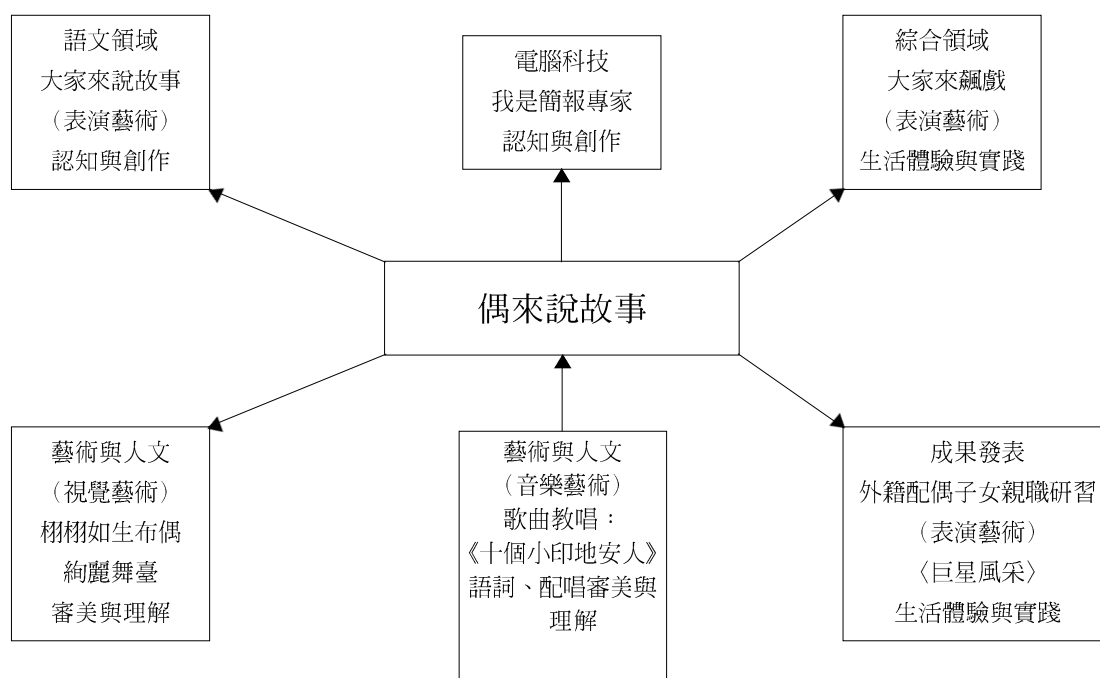 語文領域
大家來說故事
（表演藝術）
認知與創作
電腦科技
我是簡報專家
認知與創作
綜合領域
大家來飆戲
（表演藝術）
生活體驗與實踐
偶來說故事
藝術與人文
（視覺藝術）
栩栩如生布偶
絢麗舞臺
審美與理解
藝術與人文
（音樂藝術）
歌曲教唱：
《十個小印地安人》
語詞、配唱審美與
理解
成果發表
外籍配偶子女親職研習
（表演藝術）
〈巨星風采〉
生活體驗與實踐